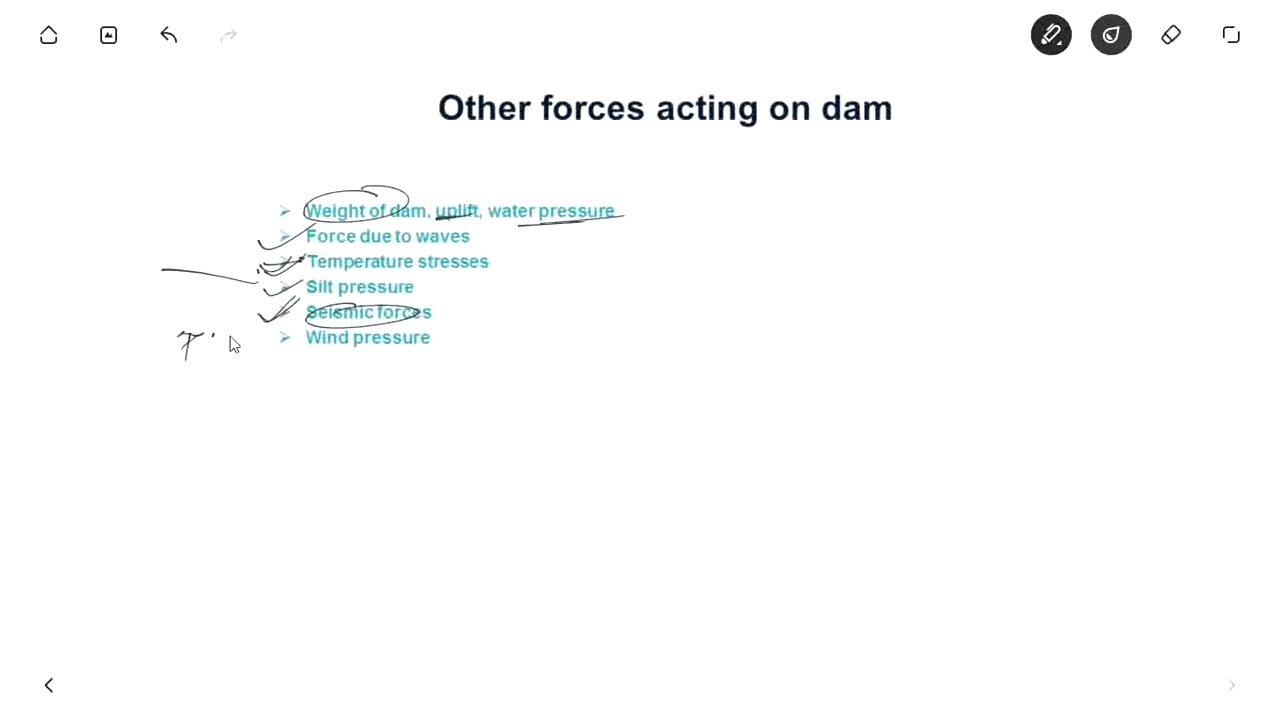 Other forces acting on dam
Weight of dam, uplift, water pressure
Force due to waves
Temperature stresses
Silt pressure
Seismic forces
Wind pressure